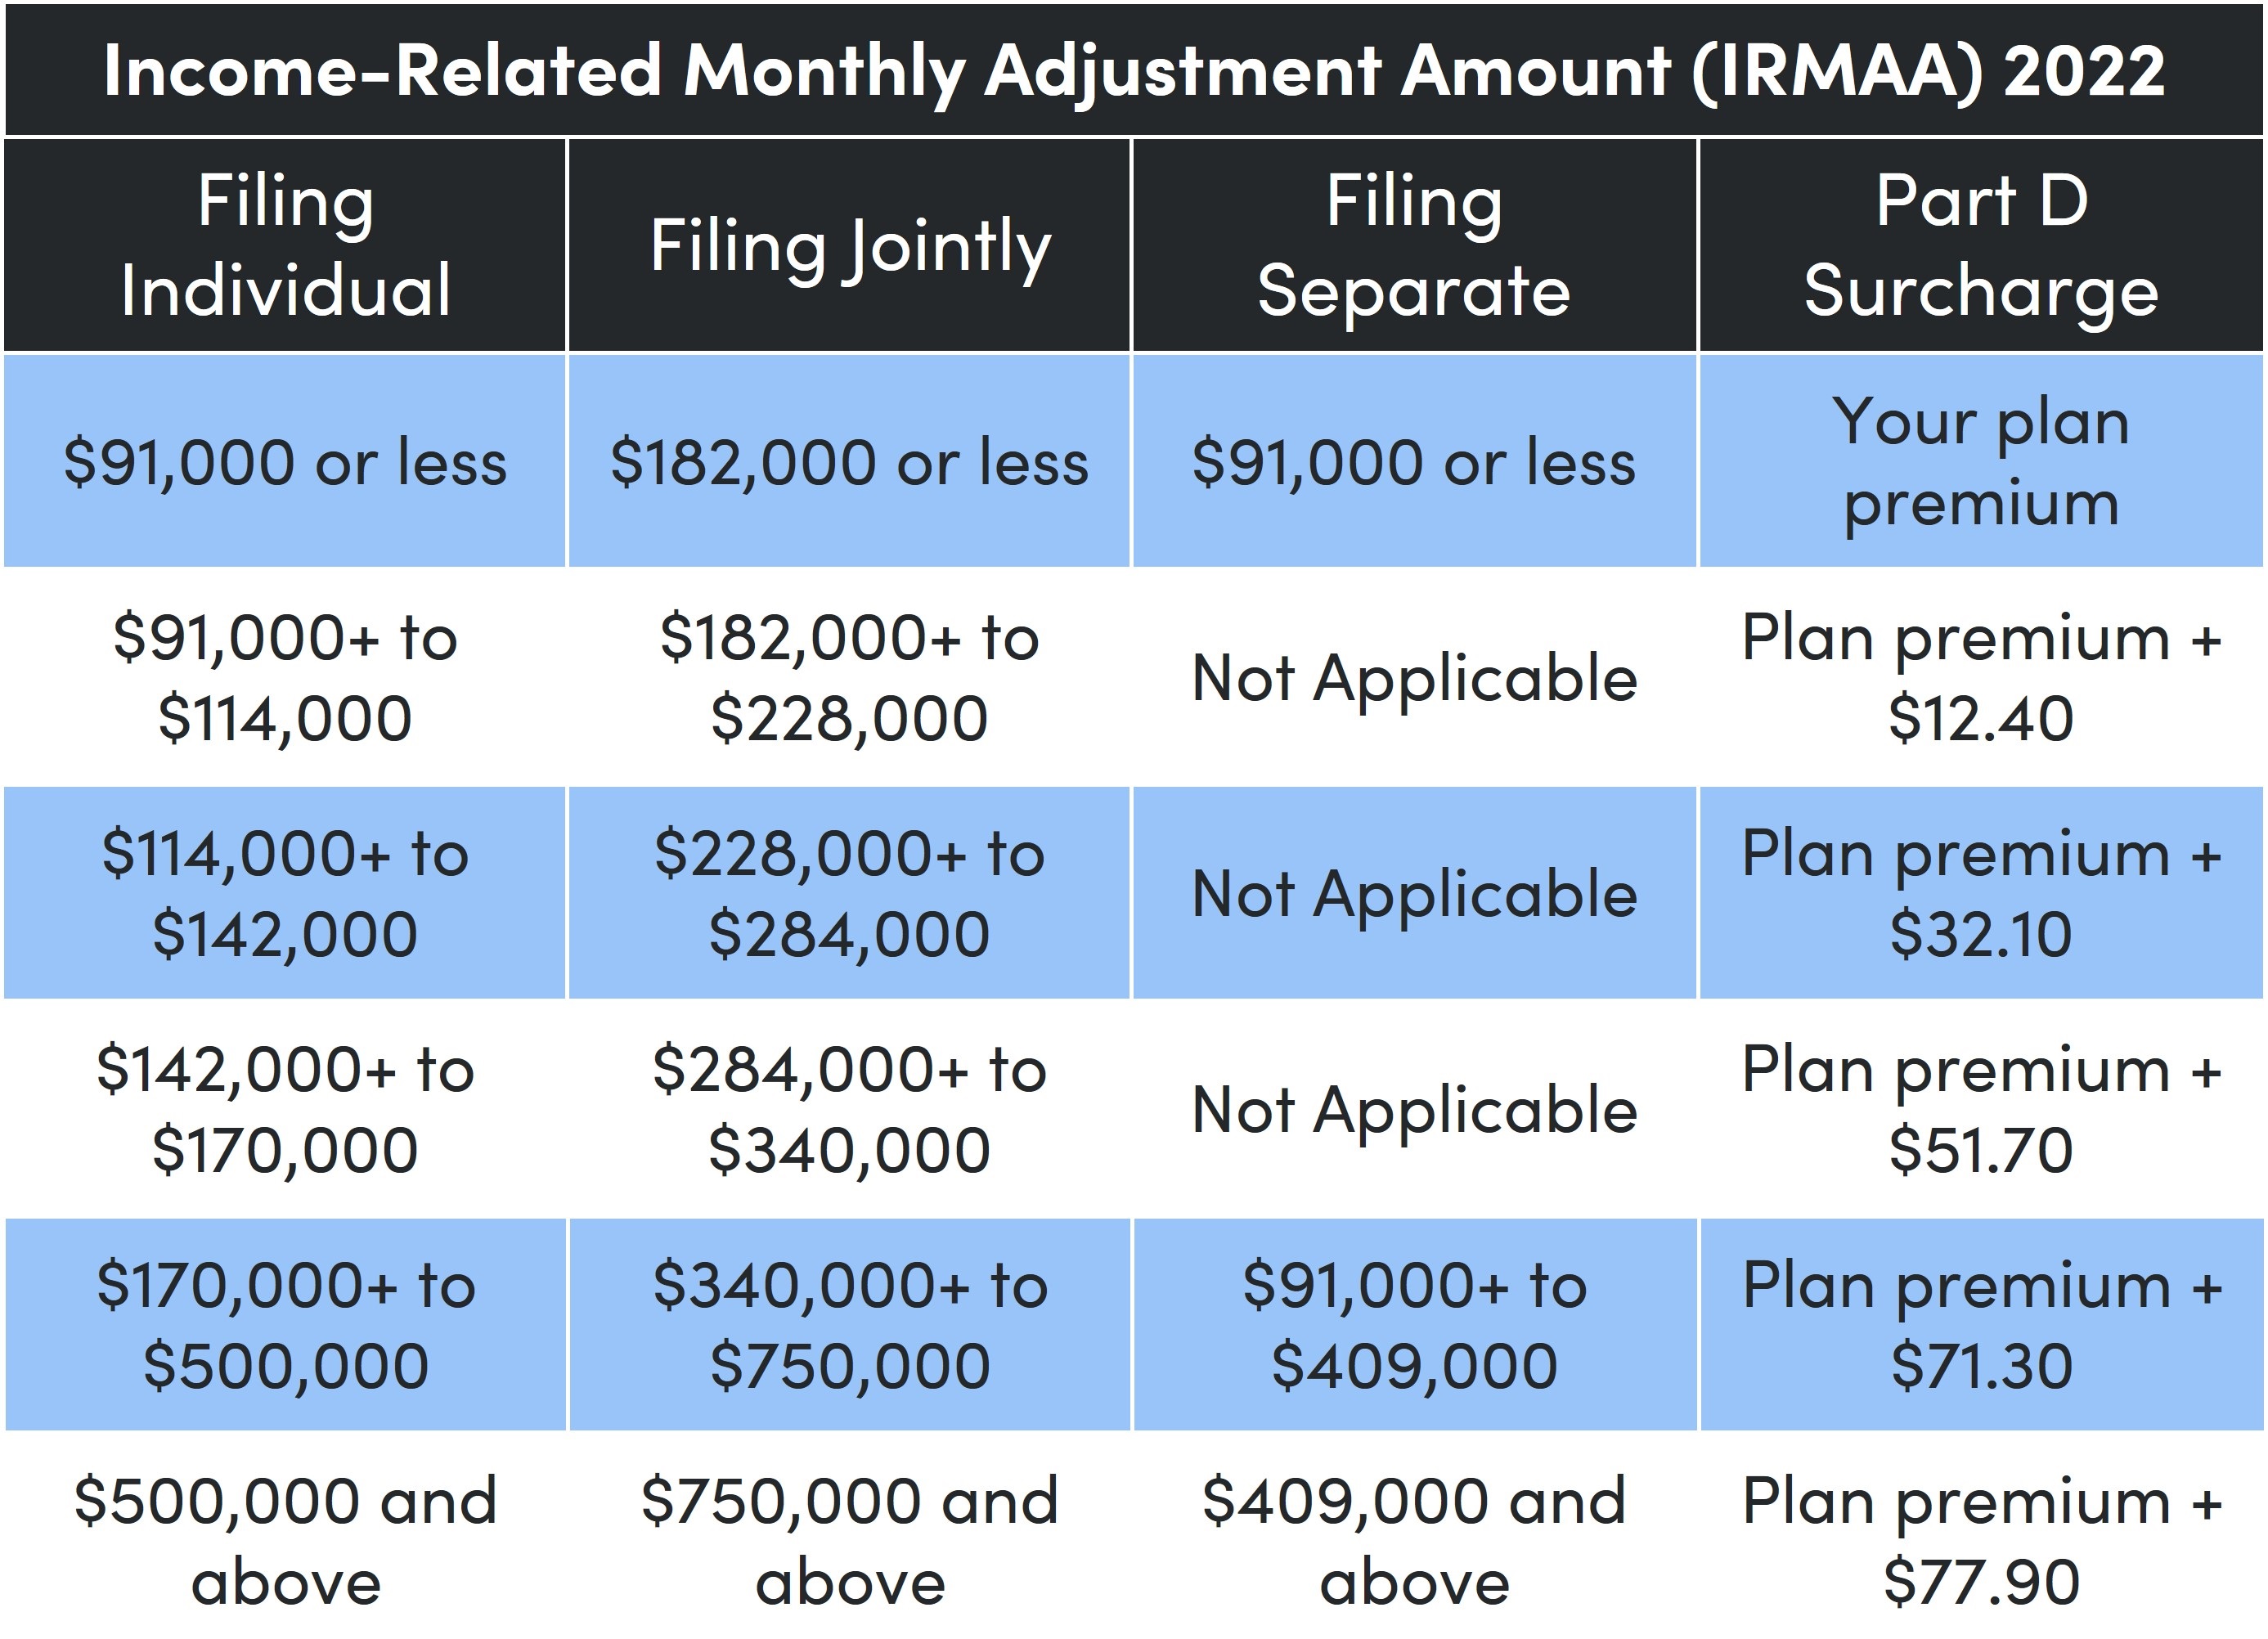 Income-Related Monthly Adjustment Amount (IRMAA) 2022
Filing
Individual
Filing Jointly
Filing
Separate
Part D
Surcharge
$91,000 or less
$182,000 or less
$91,000 or less
Your plan
premium
$91,000+ to
$114,000
$182,000+ to
$228,000
Not Applicable
Plan premium +
$12.40
$114,000+ to
$142,000
$228,000+ to
$284,000
Not Applicable
Plan premium +
$32.10
$142,000+ to
$170,000
$284,000+ to
$340,000
Not Applicable
Plan premium +
$51.70
$170,000+ to
$500,000
$340,000+ to
$750,000
$91,000+ to
$409,000
Plan premium +
$71.30
$500,000 and
above
$750,000 and
above
$409,000 and
above
Plan premium +
$77.90